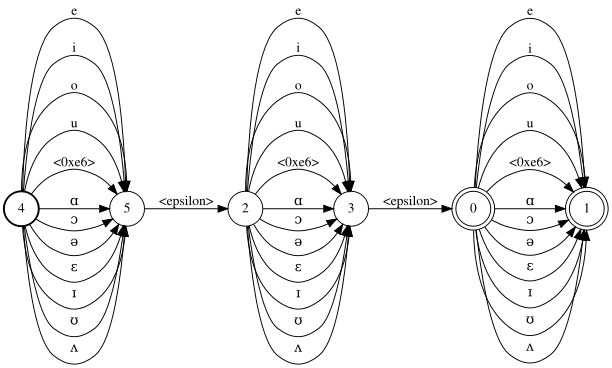 e e e
i i i
o o o
u u u
<0xe6> <0xe6> <0xe6>
4 ɑ 5 <epsilon> 2 ɑ 3 <epsilon> 0 ɑ 1
ɔ ɔ ɔ
ə ə ə
ɛ ɛ ɛ
ɪ ɪ ɪ
ʊ ʊ ʊ
ʌ ʌ ʌ